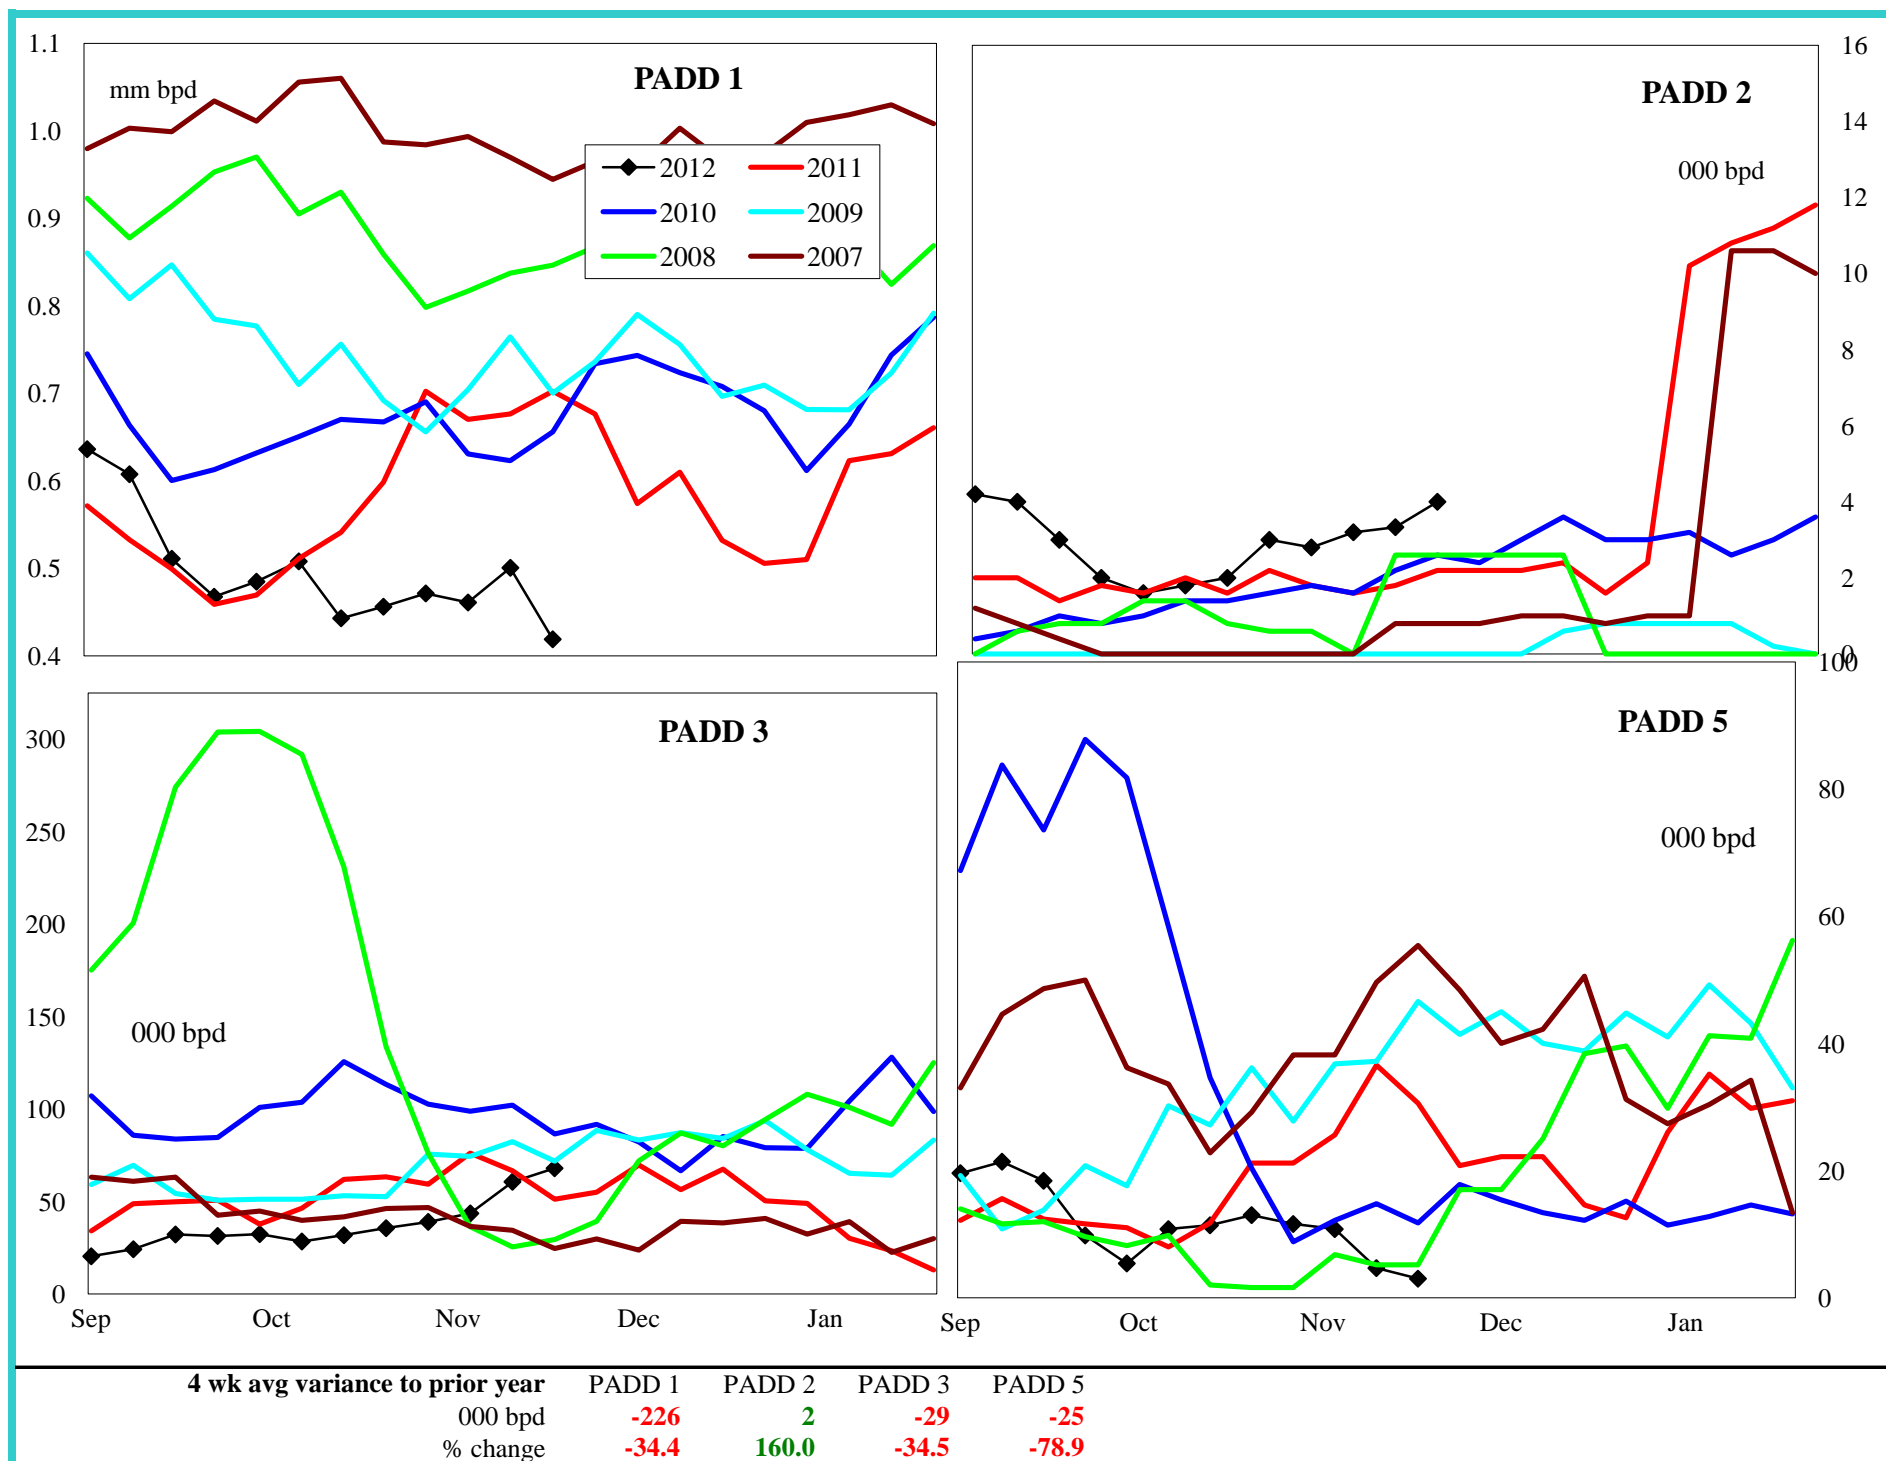 PADD 1
mm bpd
1.1
1.0
0.9
0.8
0.7
0.6
0.5
0.4
2012 2011
2010 2009
2008 2007
PADD 2
000 bpd
16
14
12
10
8
6
4
2
0
PADD 3
000 bpd
300
250
200
150
100
50
0
Sep Oct Nov Dec Jan
PADD 5
000 bpd
100
80
60
40
20
0
Sep Oct Nov Dec Jan
4 wk avg variance to prior year PADD 1 PADD 2 PADD 3 PADD 5
000 bpd -226 2 -29 -25
% change -34.4 160.0 -34.5 -78.9